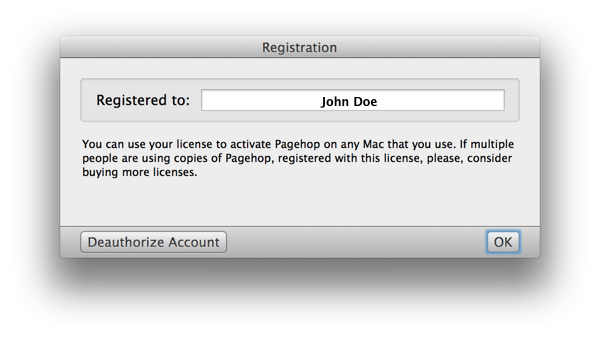 Registration
Registered to: John Doe
You can use your license to activate Pagehop on any Mac that you use. If multiple
people are using copies of Pagehop, registered with this license, please, consider
buying more licenses.
Deauthorize Account OK